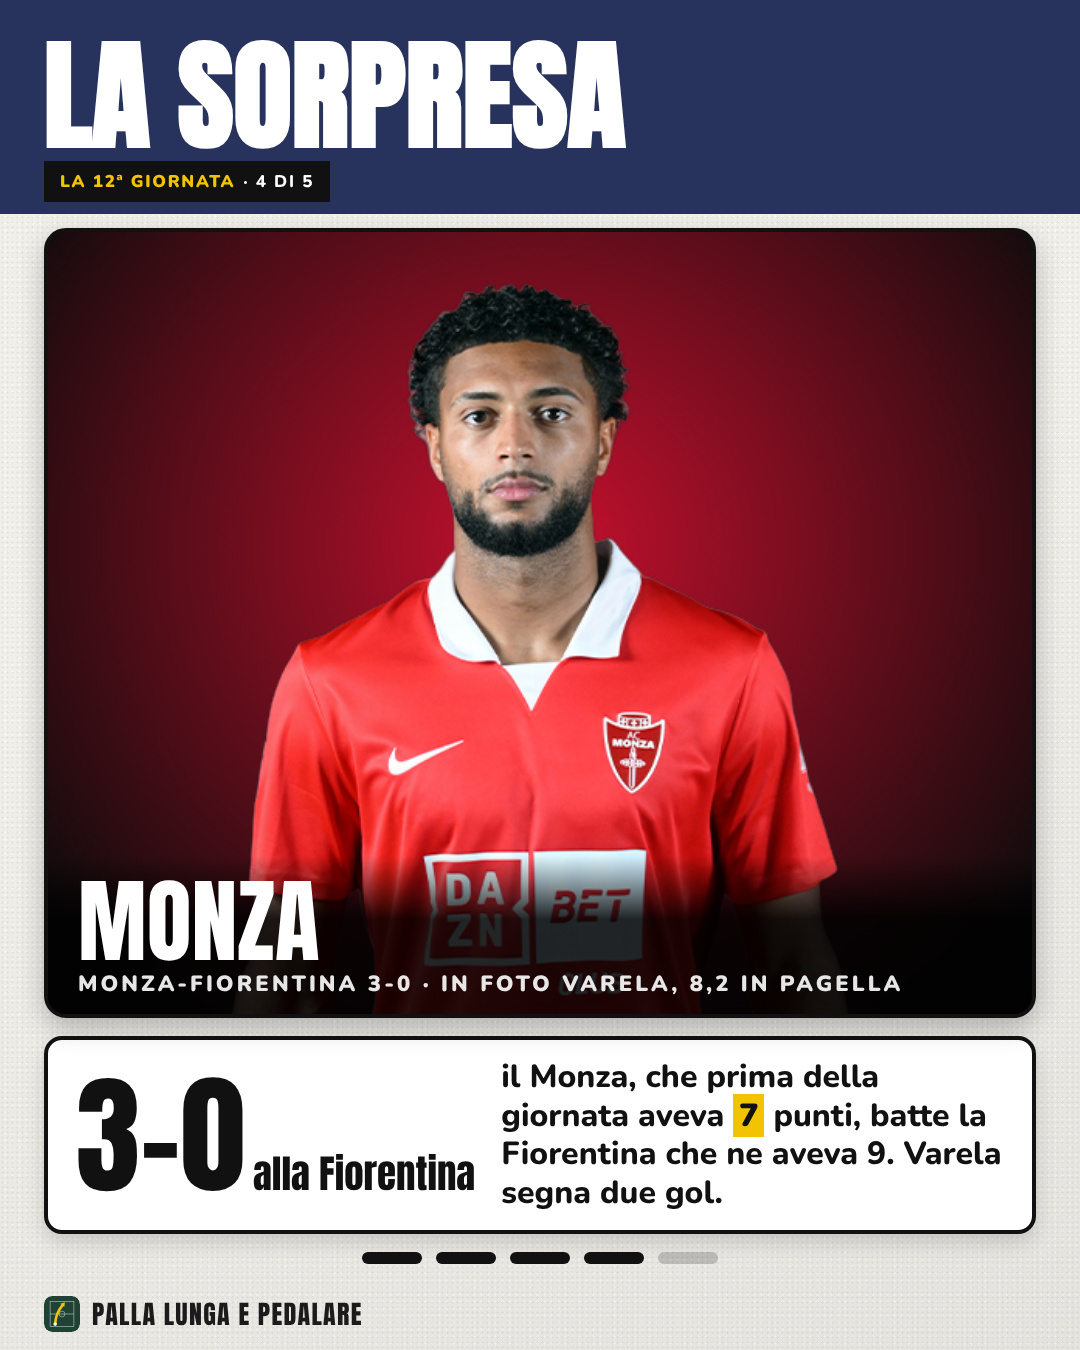 LA SORPRESA
LA 12ª GIORNATA · 4 DI 5
AC
MONZA
DA
ZN
BET
MONZA
MONZA-FIORENTINA 3-0 · IN FOTO VARELA, 8,2 IN PAGELLA
3-0 alla Fiorentina
il Monza, che prima della
giornata aveva 7 punti, batte la
Fiorentina che ne aveva 9. Varela
segna due gol.
PALLA LUNGA E PEDALARE